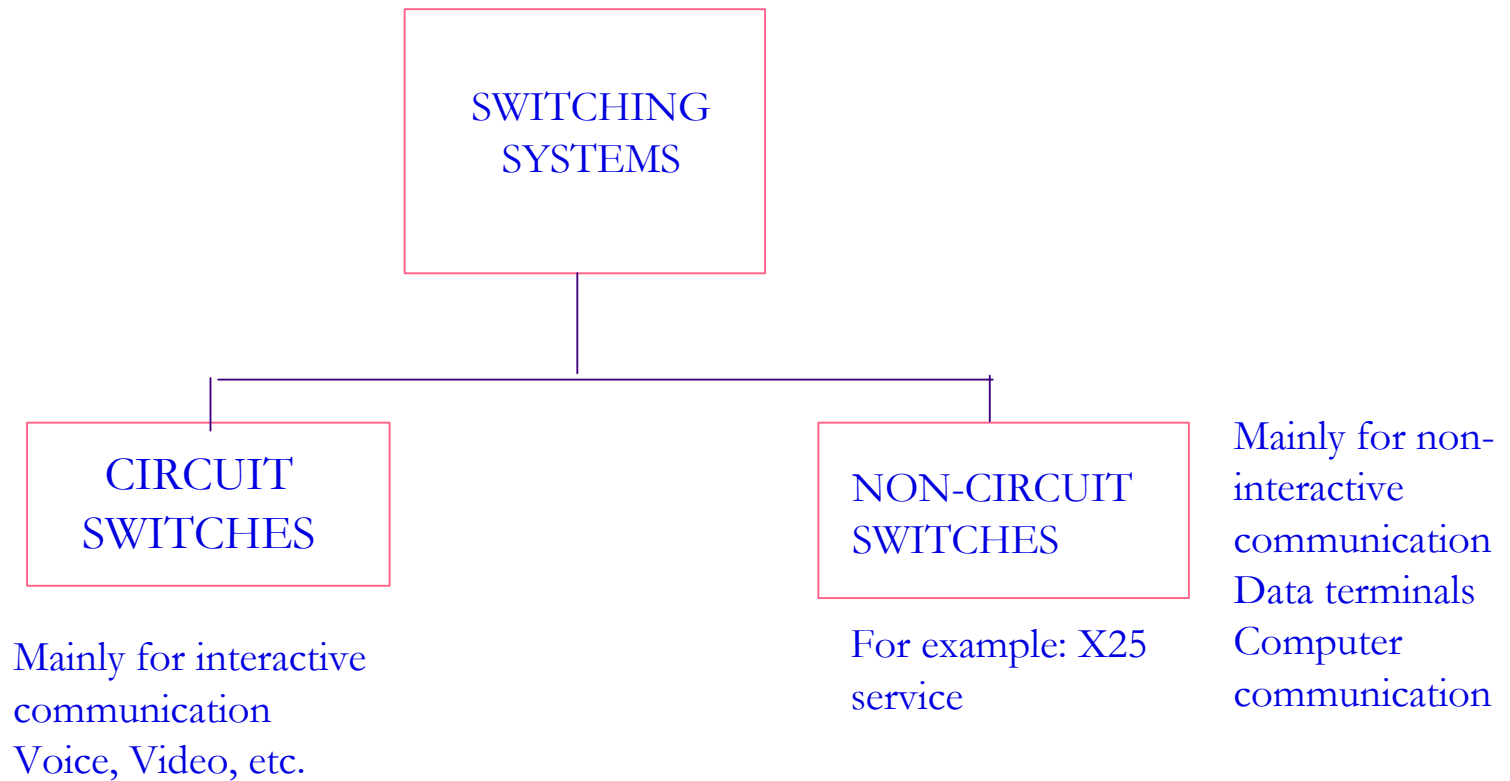 SWITCHING
SYSTEMS
CIRCUIT
SWITCHES
Mainly for interactive
communication
Voice, Video, etc.
NON-CIRCUIT
SWITCHES
For example: X25
service
Mainly for non-
interactive
communication
Data terminals
Computer
communication